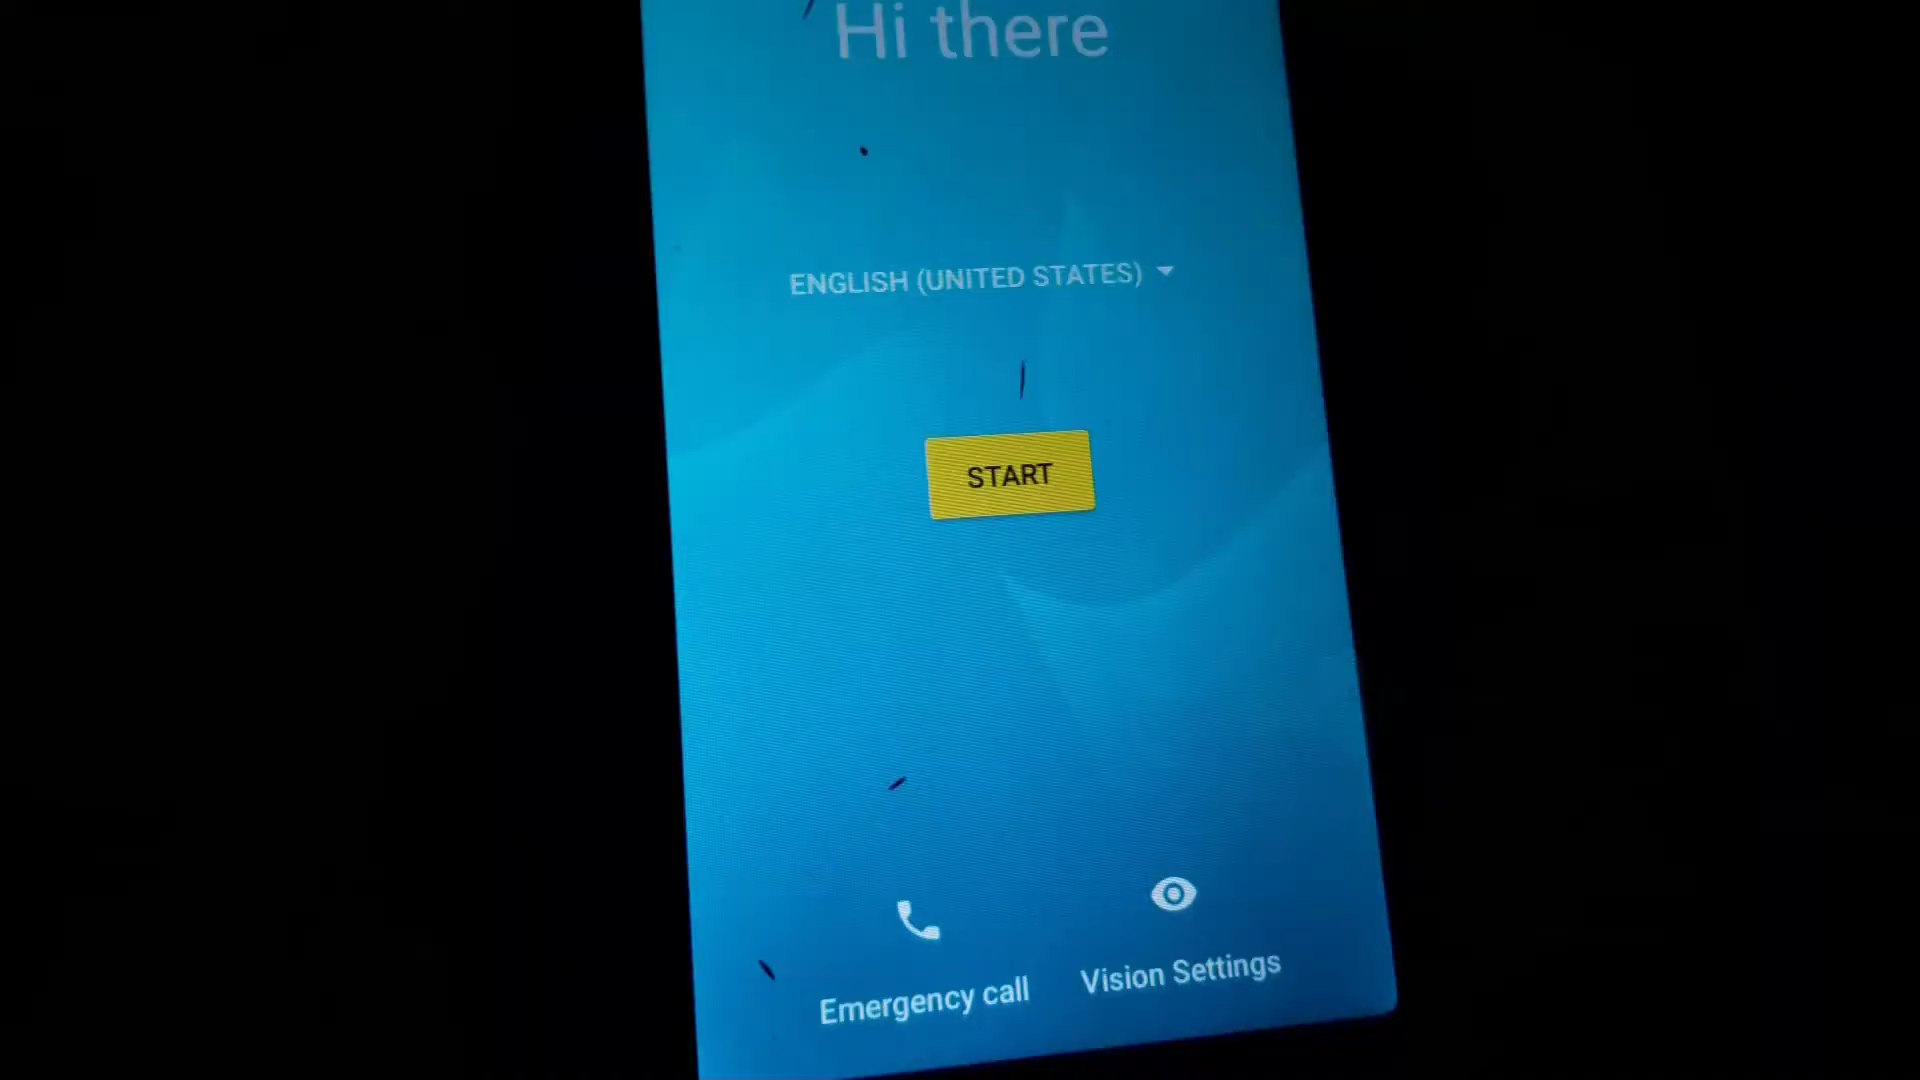 Hi there
ENGLISH (UNITED STATES)
START
Emergency call
Vision Settings